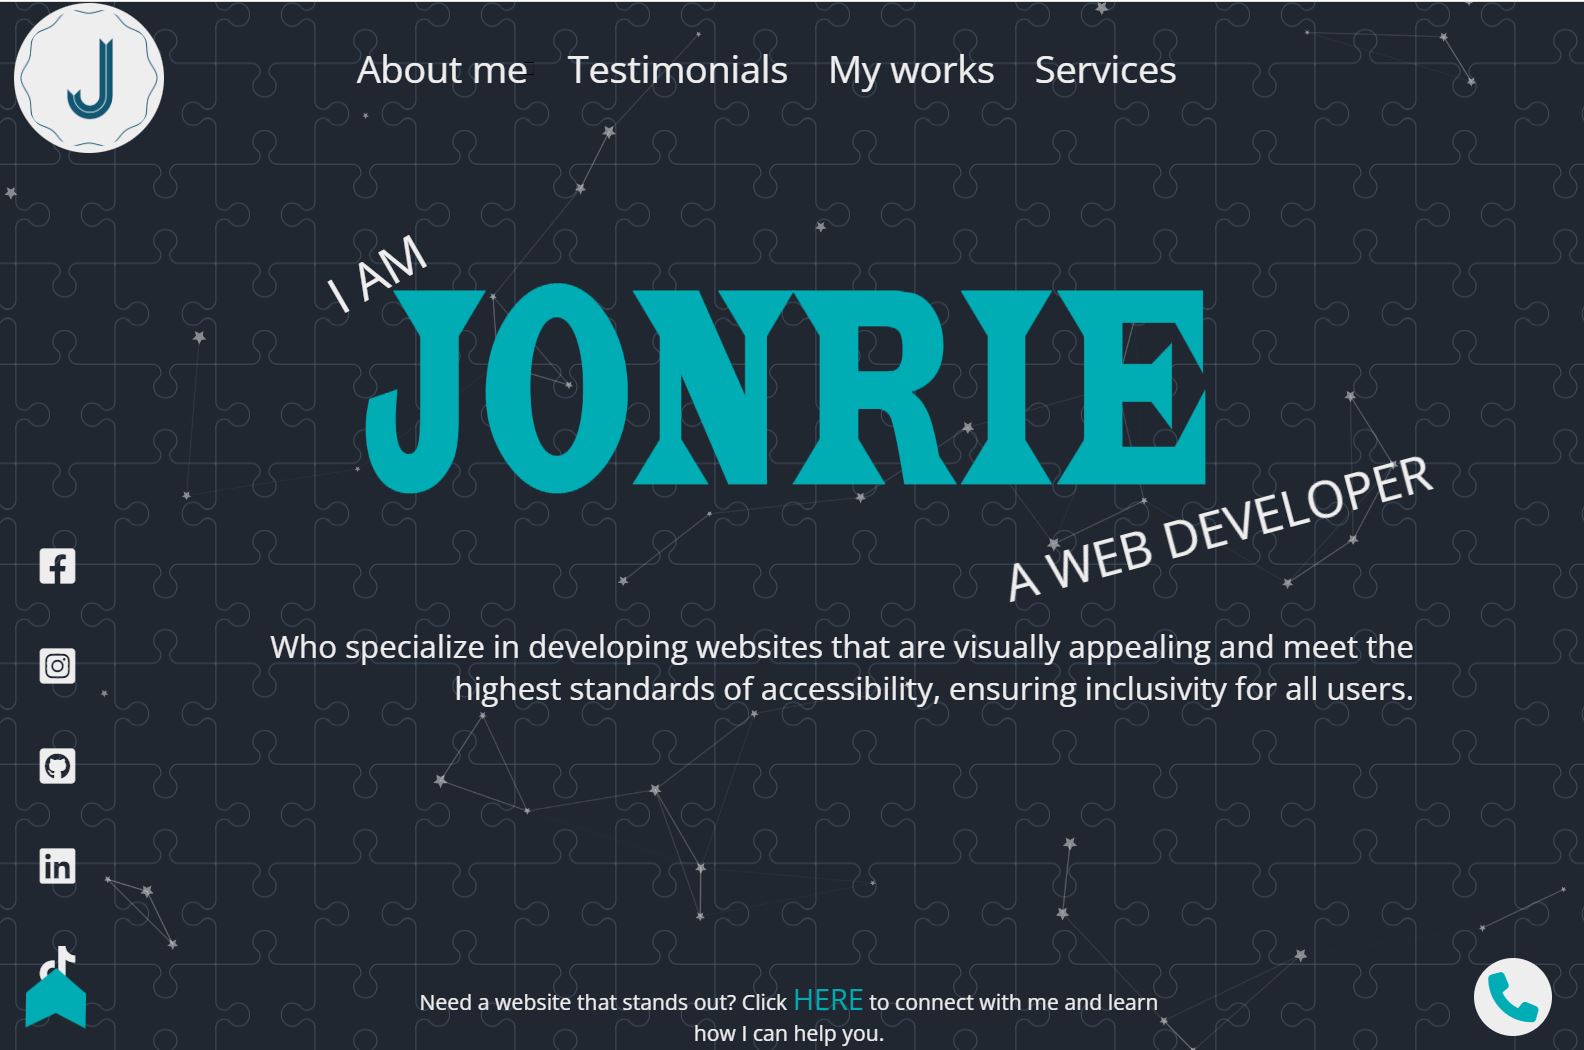 J
About me Testimonials My works Services
I AM
JONRIE
A WEB DEVELOPER
Who specialize in developing websites that are visually appealing and meet the
highest standards of accessibility, ensuring inclusivity for all users.
in
Need a website that stands out? Click HERE to connect with me and learn
how I can help you.